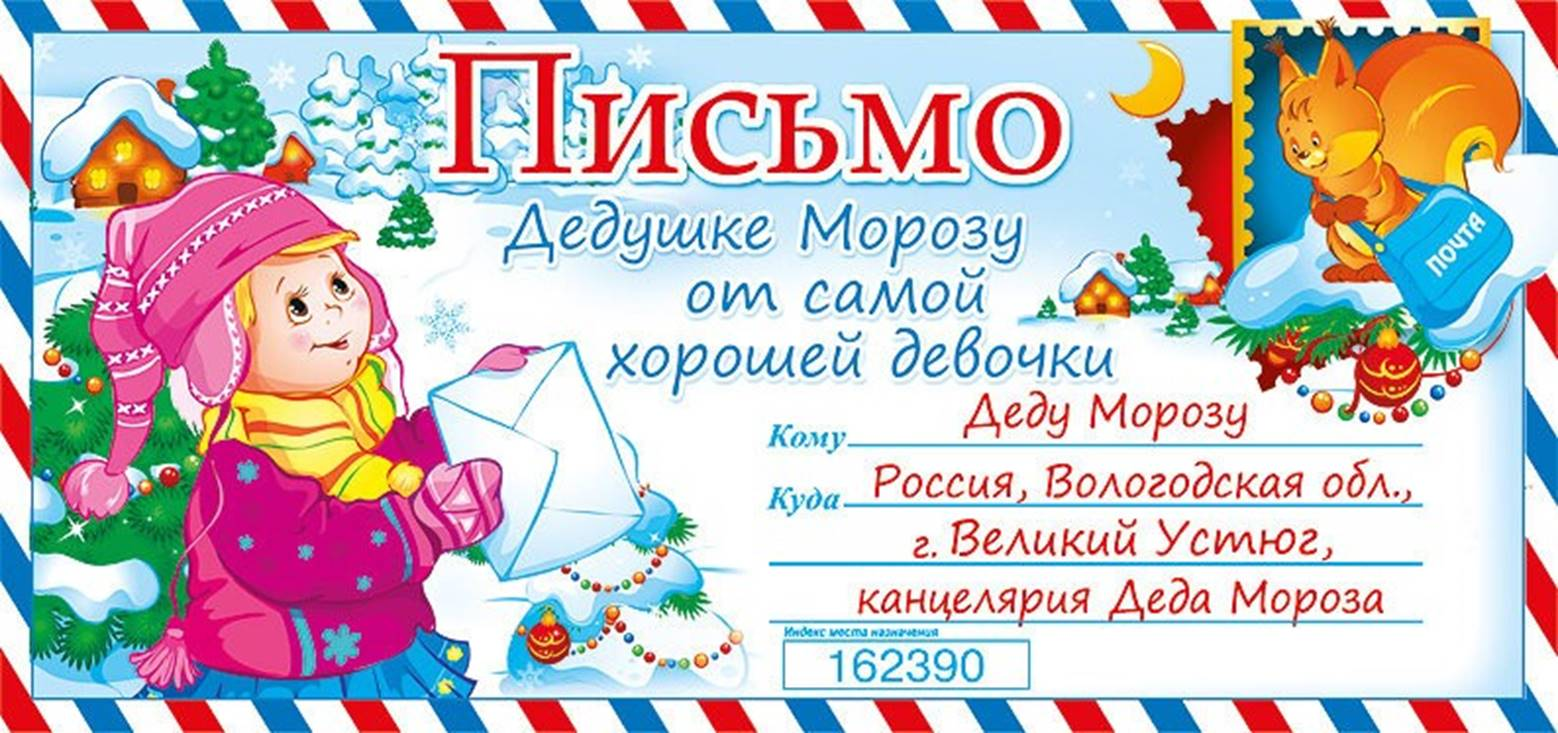 Письмо
Дедушке Морозу
от самой
хорошей девочки
ПОЧТА
Кому Деду Морозу
Куда Россия, Вологодская обл.,
г. Великий Устюг,
канцелярия Деда Мороза
Индекс места назначения
162390